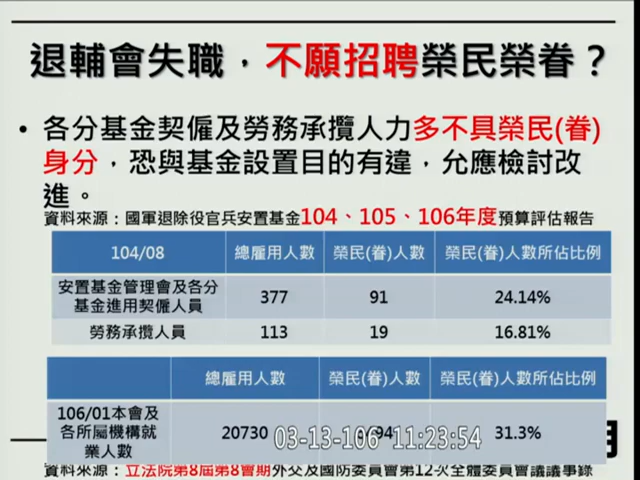 退輔會失職，不願招聘榮民榮眷？
• 各分基金契僱及勞務承攬人力多不具榮民(眷)
身分，恐與基金設置目的有違，允應檢討改
進。
資料來源：國軍退除役官兵安置基金104、105、106年度預算評估報告
104/08 總雇用人數 榮民(眷)人數 榮民(眷)人數所佔比例
安置基金管理會及各分
基金進用契僱人員 377 91 24.14%
勞務承攬人員 113 19 16.81%
總雇用人數 榮民(眷)人數 榮民(眷)人數所佔比例
106/01本會及
各所屬機構就
業人數 20730 94 31.3%
03-13-106 11:23:54
資料來源：立法院第8屆第8會期外交及國防委員會第12次全體委員會議議事錄